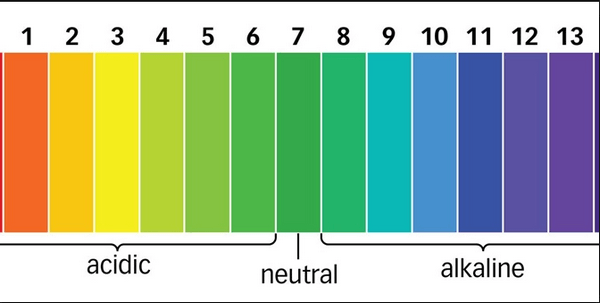 1 2 3 4 5 6 7 8 9 10 11 12 13
acidic
neutral
alkaline